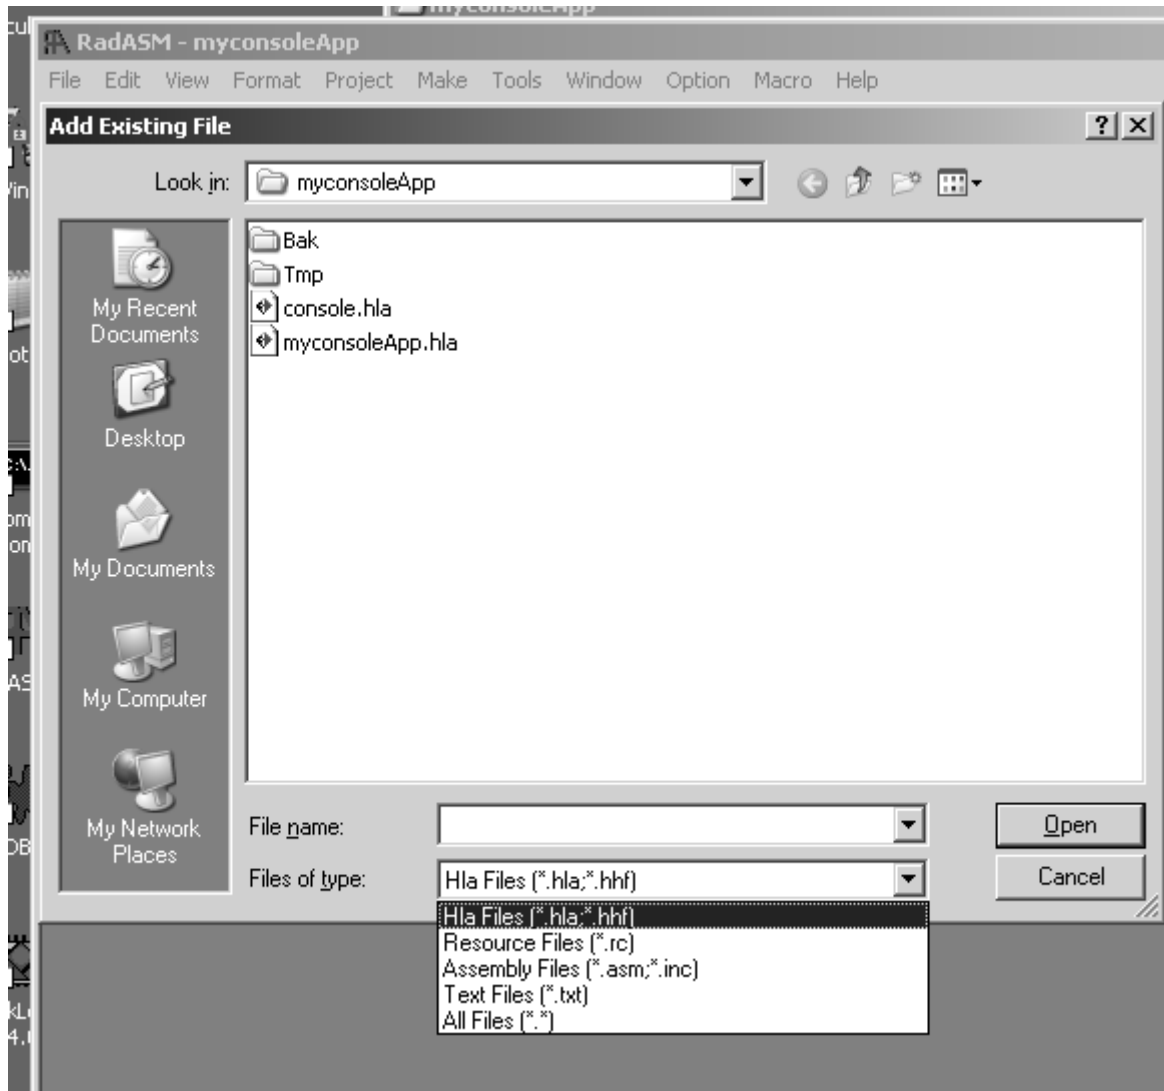 myconsoleApp
RadASM - myconsoleApp
File Edit View Format Project Make Tools Window Option Macro Help
Add Existing File
Look in: myconsoleApp
Bak
Tmp
console.hla
myconsoleApp.hla
My Recent
Documents
Desktop
My Documents
My Computer
My Network
Places
File name:
Open
Files of type: Hla Files (*.hla;*.hhf)
Cancel
Hla Files (*.hla;*.hhf)
Resource Files (*.rc)
Assembly Files (*.asm;*.inc)
Text Files (*.txt)
All Files (*.*)